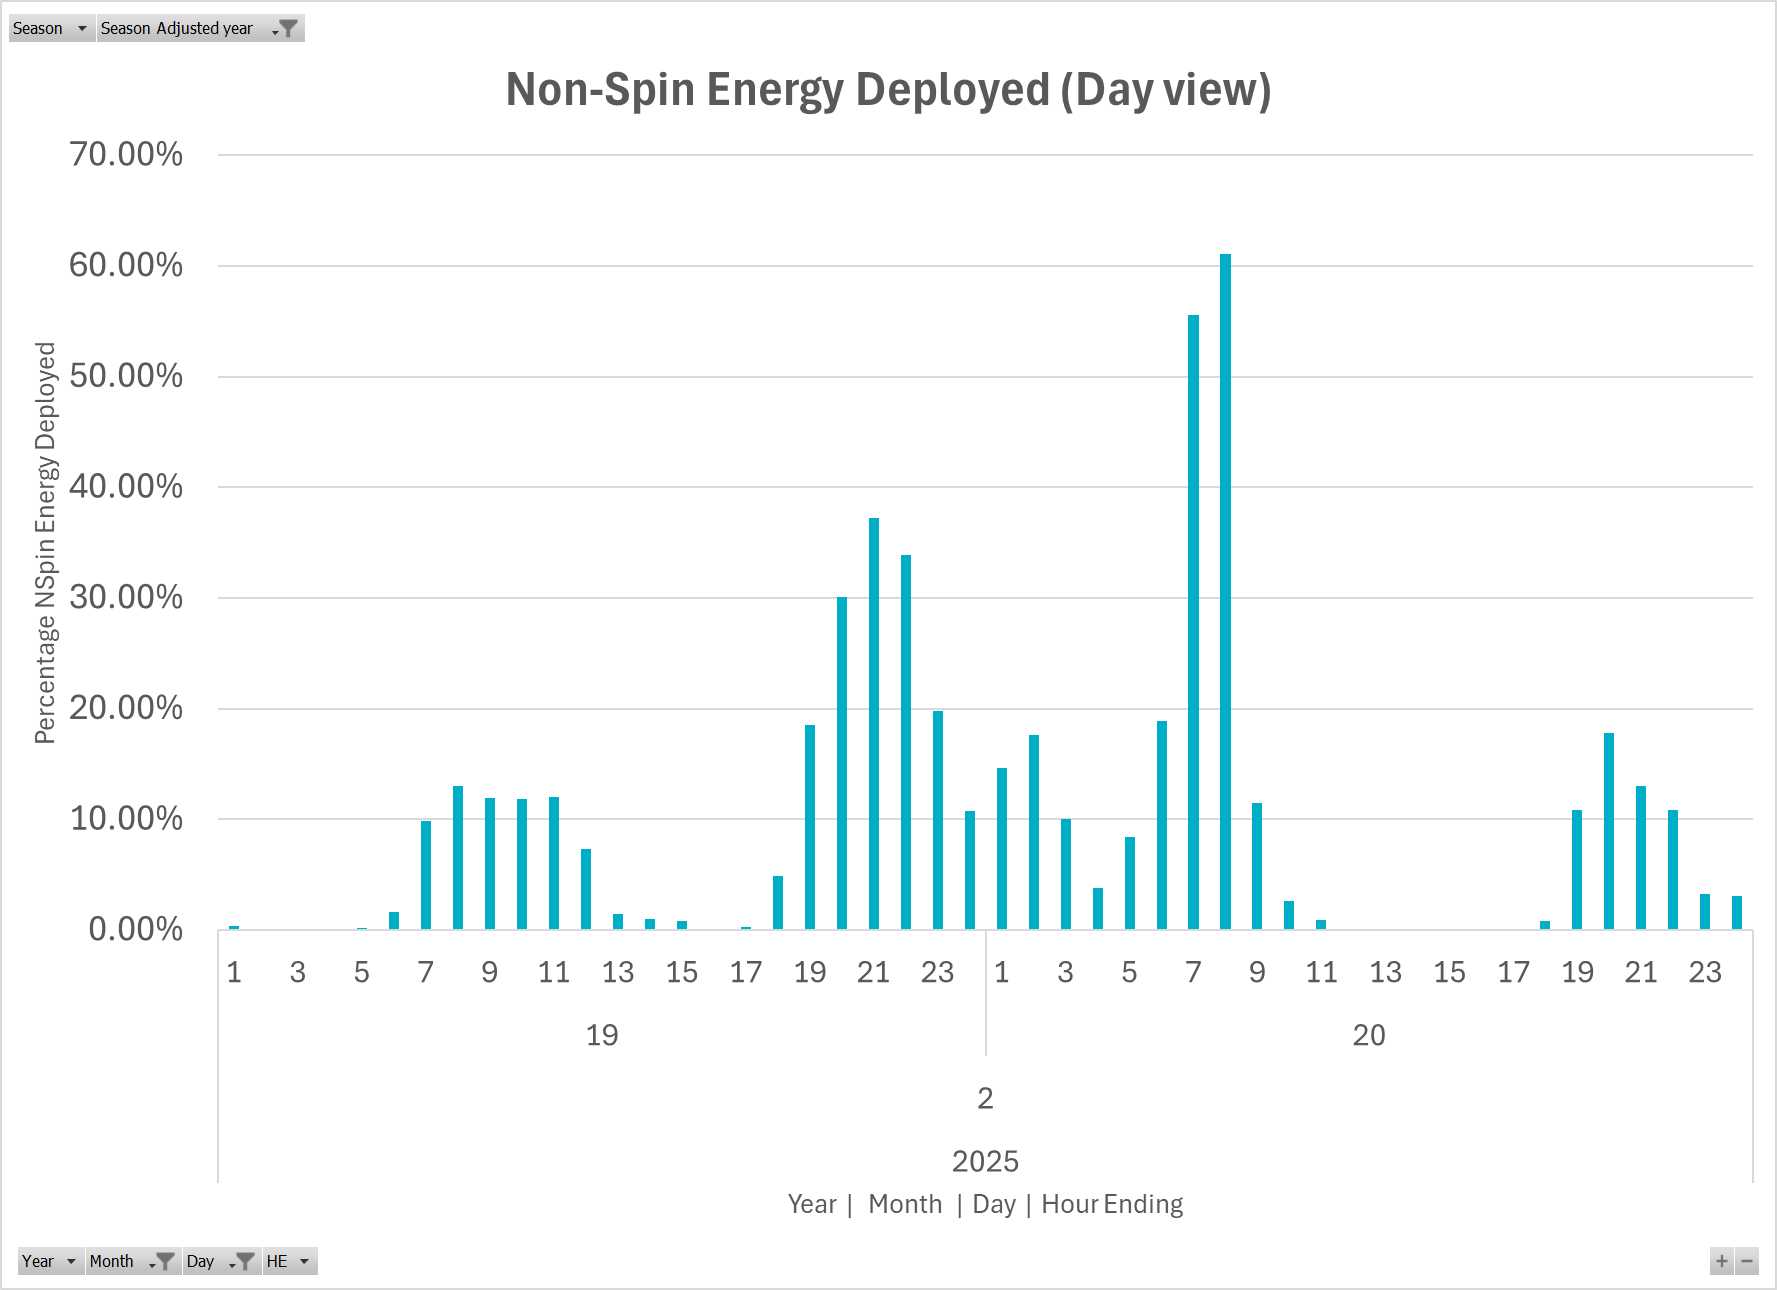 Season Season Adjusted year
Non-Spin Energy Deployed (Day view)
Percentage NSpin Energy Deployed
70.00%
60.00%
50.00%
40.00%
30.00%
20.00%
10.00%
0.00%
1 3 5 7 9 11 13 15 17 19 21 23 1 3 5 7 9 11 13 15 17 19 21 23
19 20
2
2025
Year | Month | Day | Hour Ending
Year Month Day HE + −